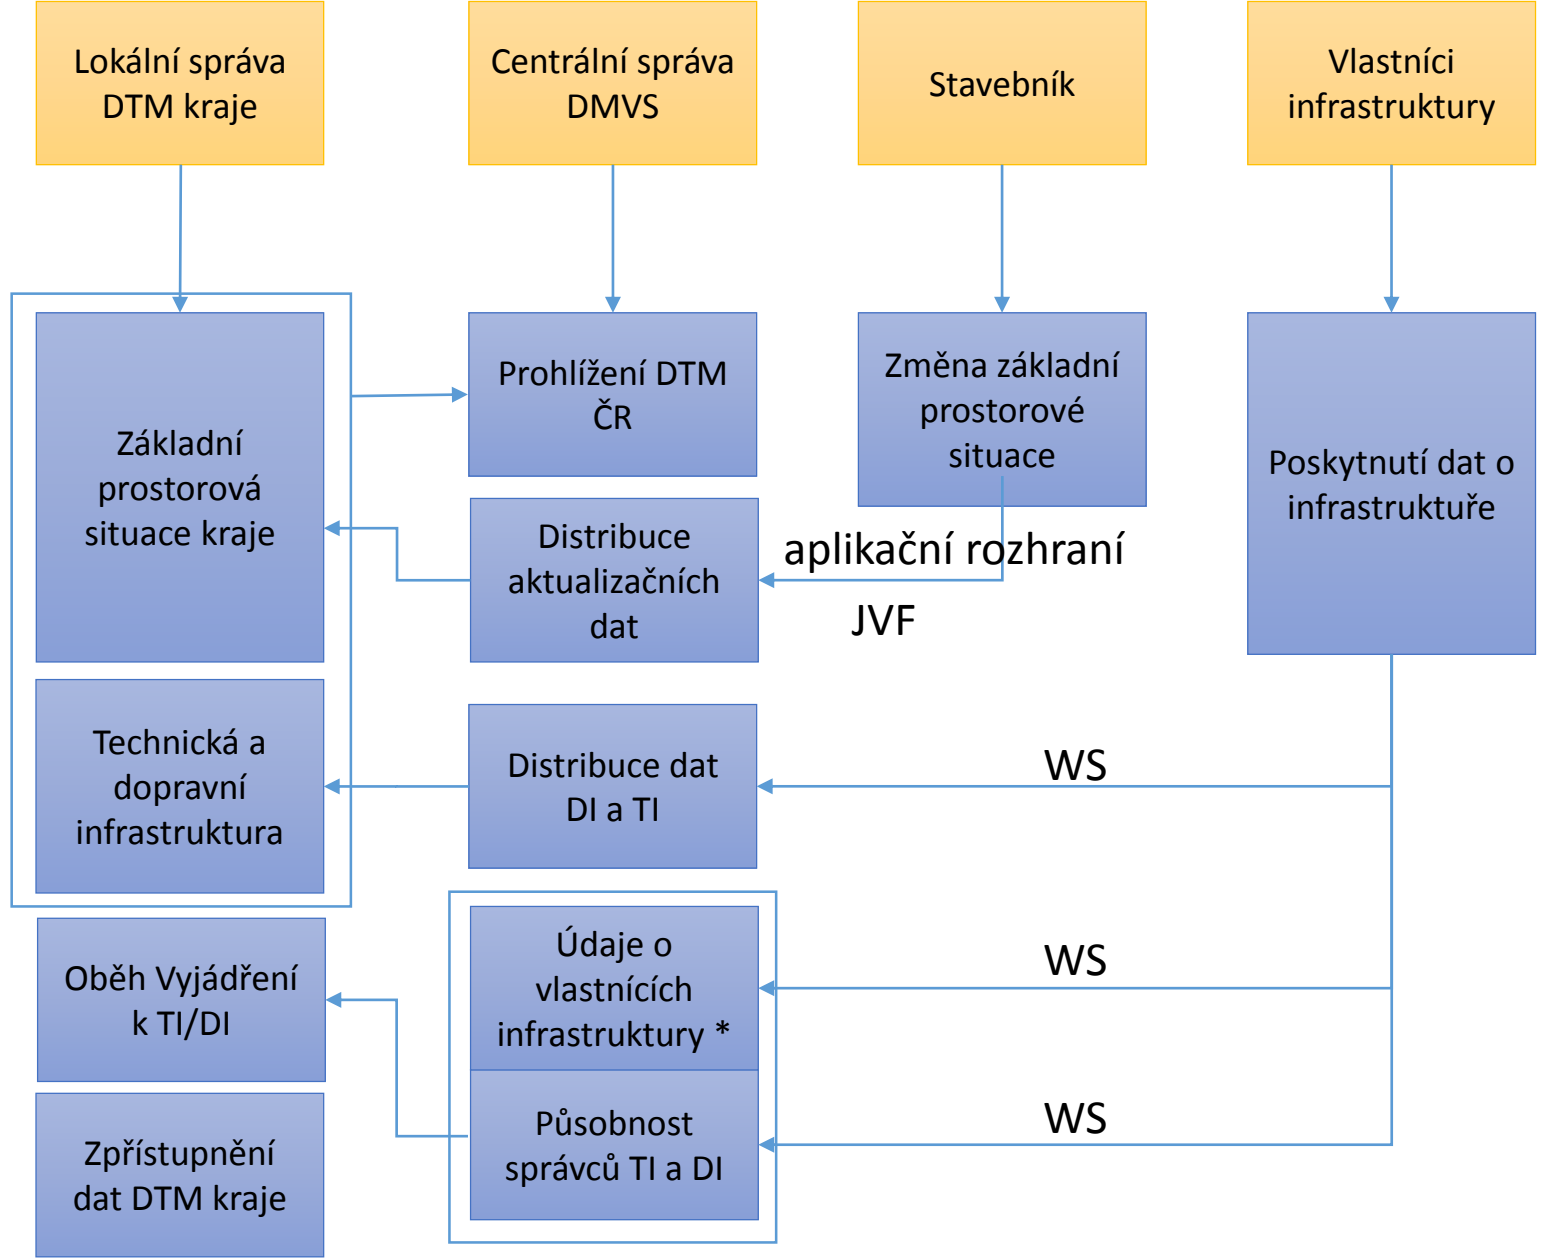 Lokální správa
DTM kraje
Centrální správa
DMVS
Stavebník
Vlastníci
infrastruktury
Základní
prostorová
situace kraje
Prohlížení DTM
ČR
Změna základní
prostorové
situace
Poskytnutí dat o
infrastruktuře
Distribuce
aktualizačních
dat
aplikační rozhraní
JVF
Technická a
dopravní
infrastruktura
Distribuce dat
DI a TI
WS
Oběh Vyjádření
k TI/DI
Údaje o
vlastnících
infrastruktury *
WS
Zpřístupnění
dat DTM kraje
Působnost
správců TI a DI
WS